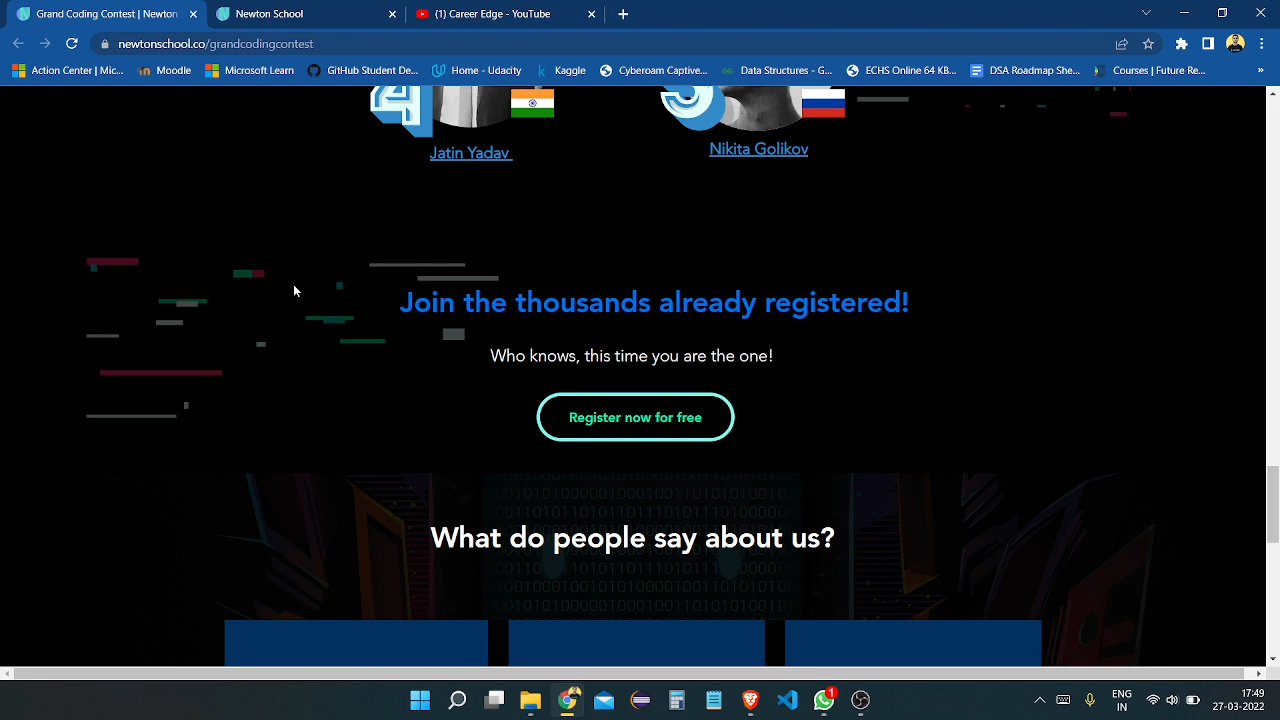 Grand Coding Contest | Newton
Newton School
(1) Career Edge - YouTube
newtonschool.co/grandcodingcontest
Action Center | Mic...
Moodle
Microsoft Learn
GitHub Student De...
Home - Udacity
Kaggle
Cyberoam Captive...
Data Structures - G...
ECHS Online 64 KB...
DSA Roadmap She...
Courses | Future Re...
»
4
Jatin Yadav
Nikita Golikov
Join the thousands already registered!
Who knows, this time you are the one!
Register now for free
What do people say about us?
1
ENG
IN
17:49
27-03-2022